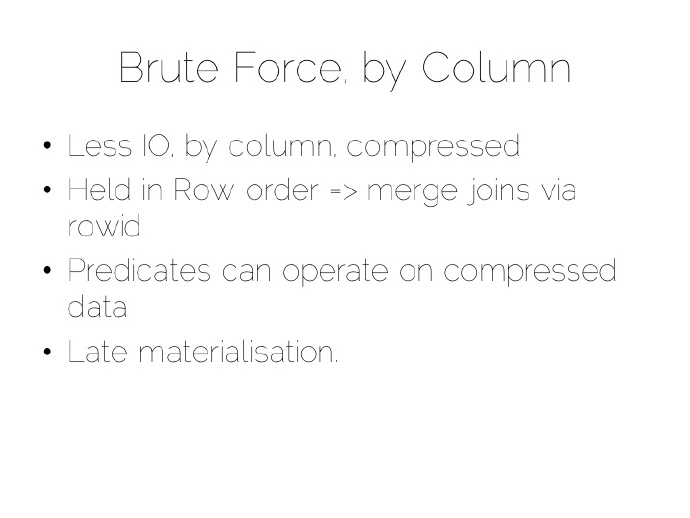 Brute Force, by Column
• Less IO, by column, compressed
• Held in Row order => merge joins via
rowid
• Predicates can operate on compressed
data
• Late materialisation.